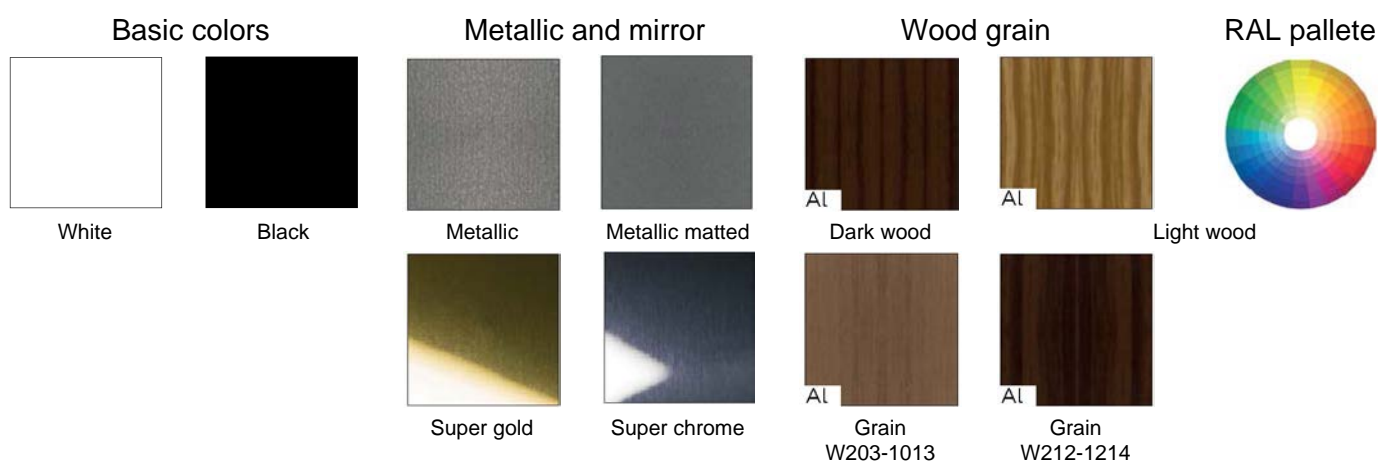 Basic colors
Metallic and mirror
Wood grain
RAL pallete
Al
Al
White
Black
Metallic
Metallic matted
Dark wood
Light wood
Al
Al
Super gold
Super chrome
Grain
W203-1013
Grain
W212-1214